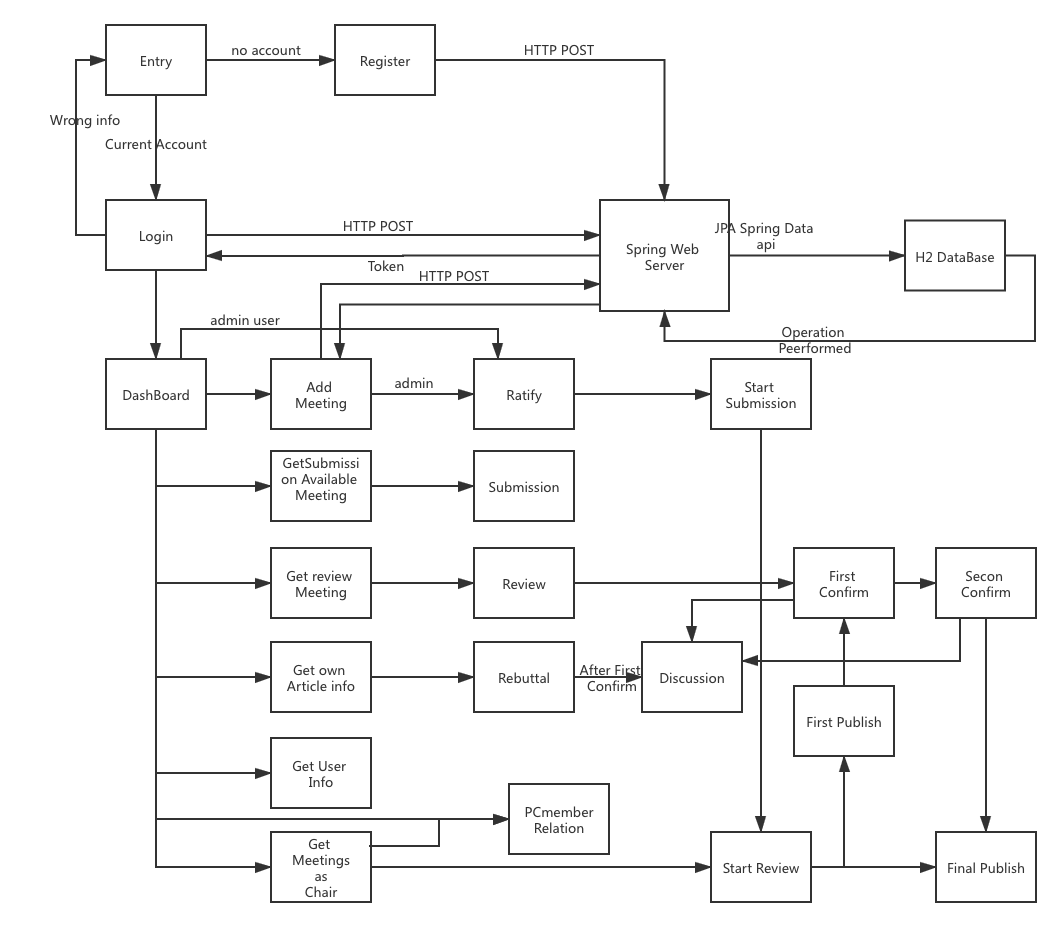 Entry
no account
Register
HTTP POST
Wrong info
Current Account
Login
HTTP POST
Token
HTTP POST
Spring Web
Server
JPA Spring Data
api
H2 DataBase
Operation
Peerformed
admin user
DashBoard
Add
Meeting
admin
Ratify
Start
Submission
GetSubmissi
on Available
Meeting
Submission
Get review
Meeting
Review
First
Confirm
Secon
Confirm
Get own
Article info
Rebuttal
After First
Confirm
Discussion
First Publish
Get User
Info
PCmember
Relation
Get
Meetings
as
Chair
Start Review
Final Publish